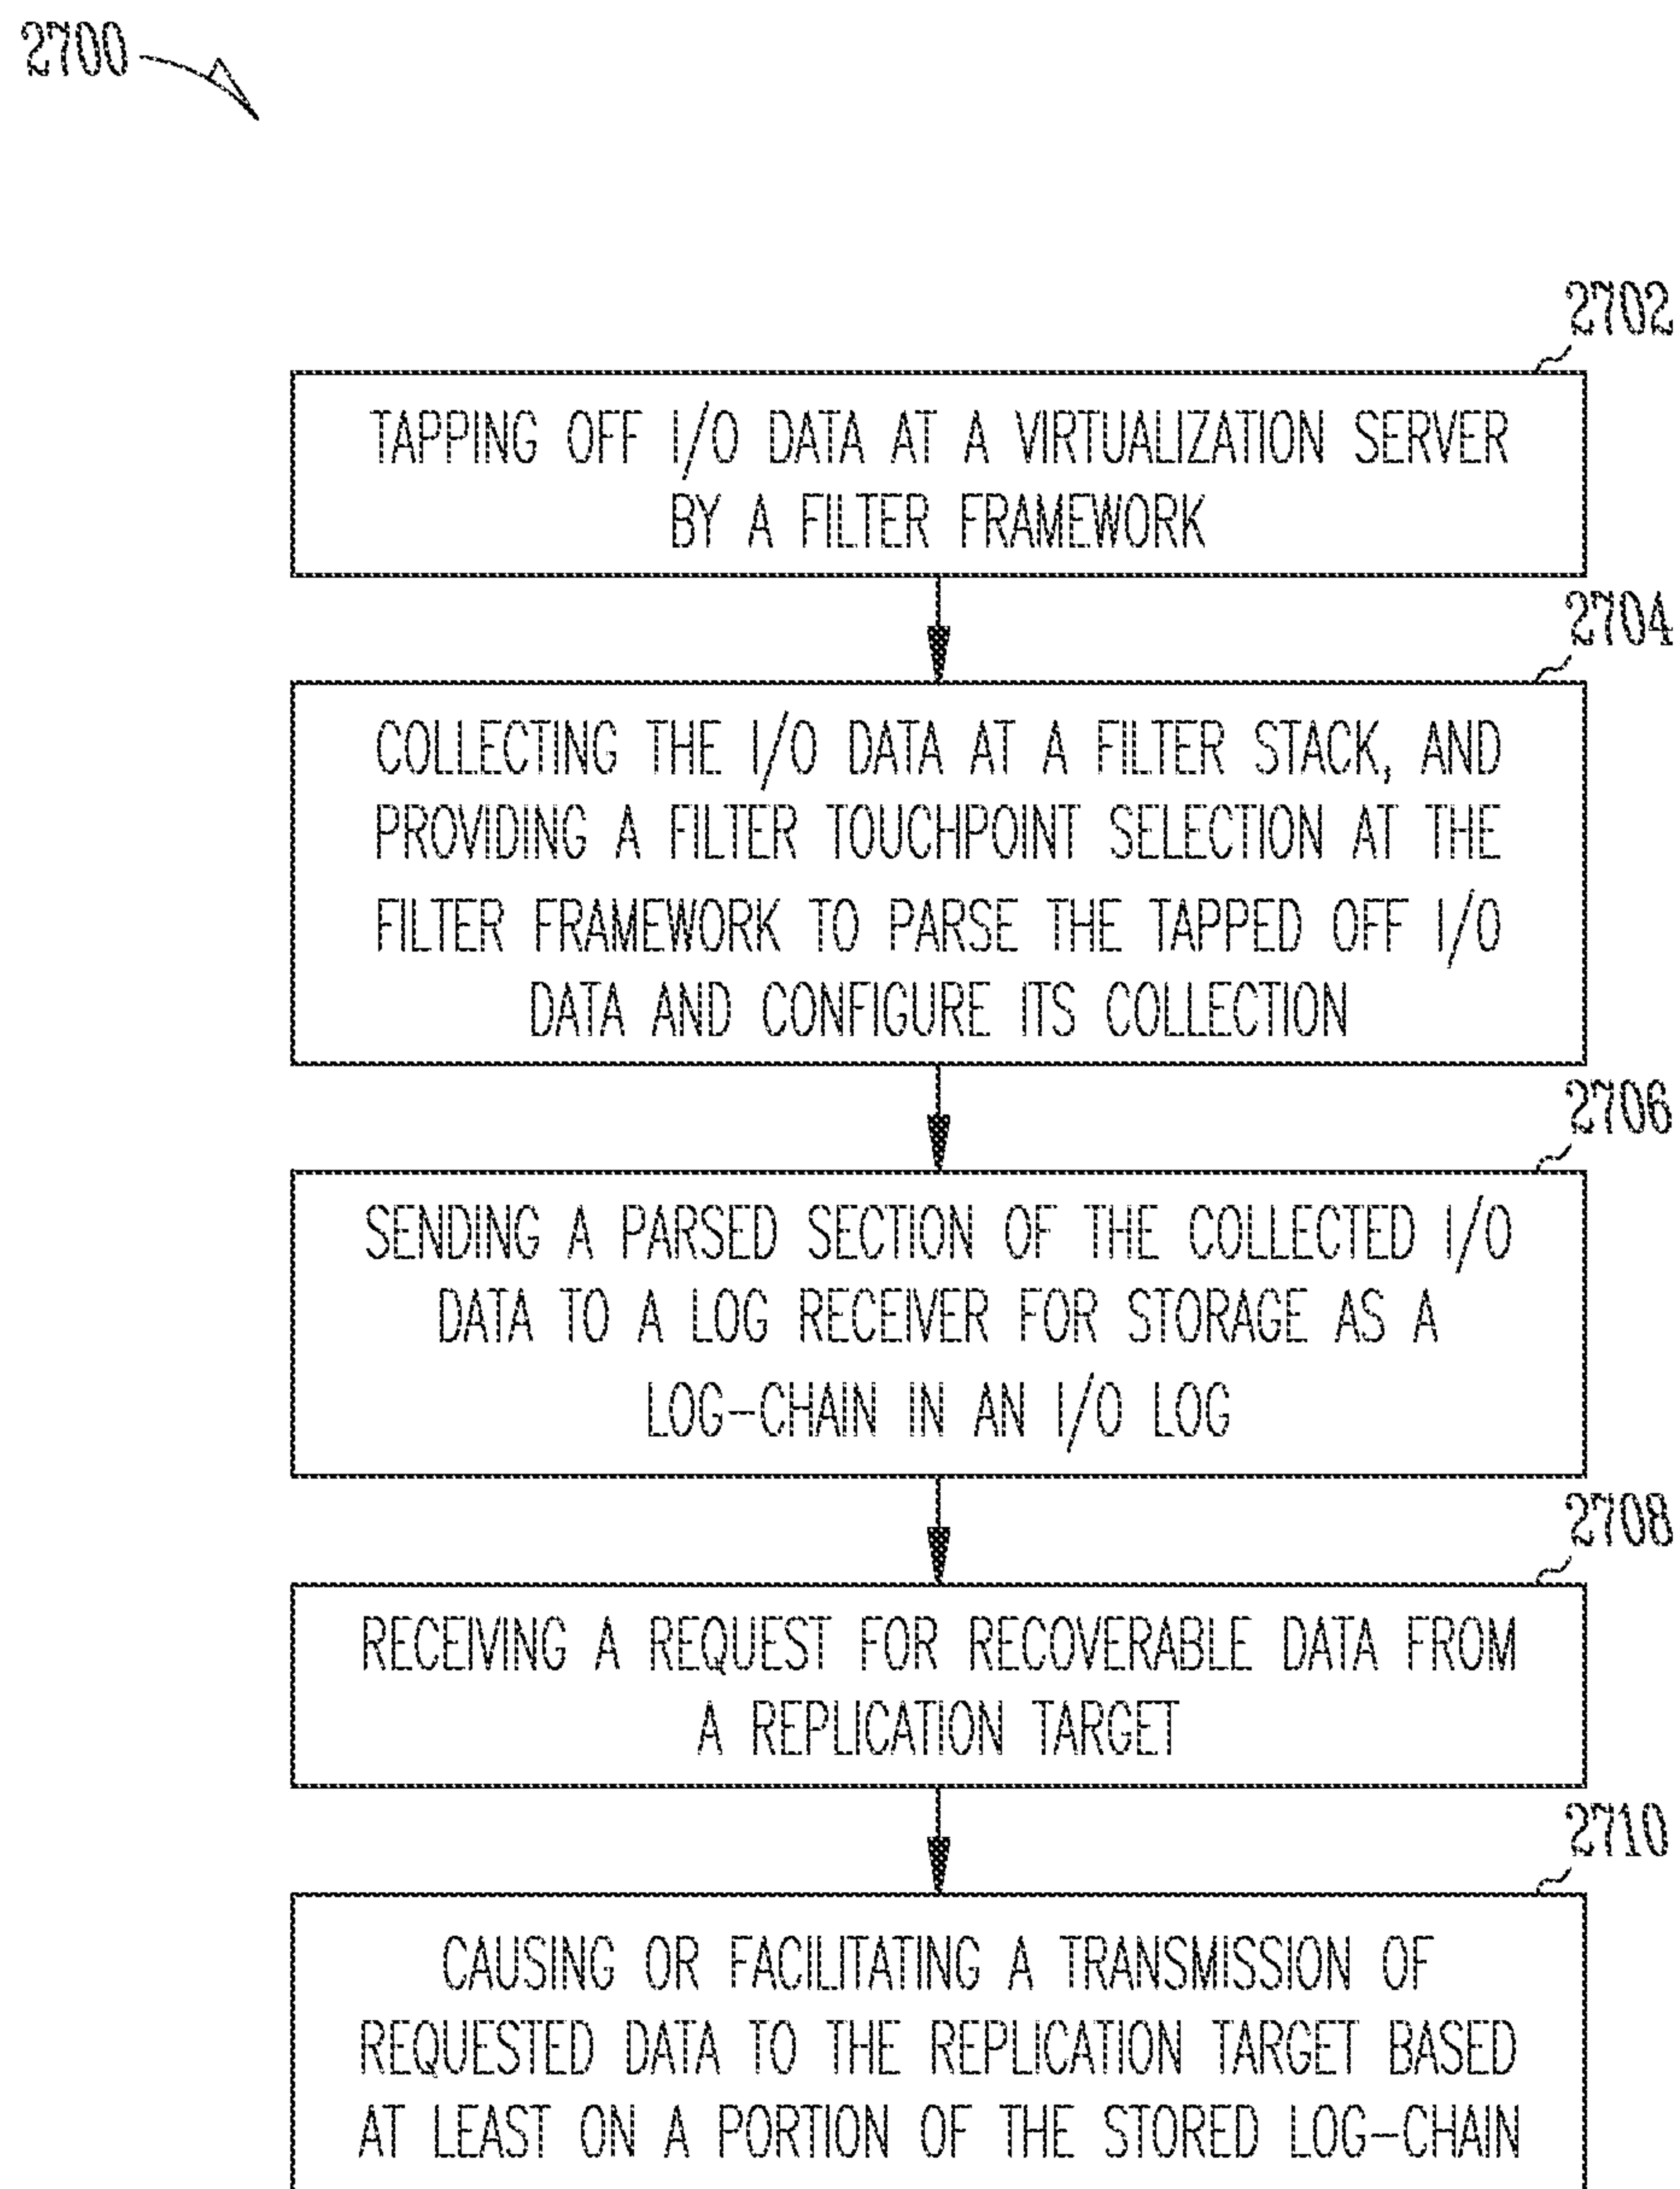 2700
2702
TAPPING OFF I/O DATA AT A VIRTUALIZATION SERVER
BY A FILTER FRAMEWORK
2704
COLLECTING THE I/O DATA AT A FILTER STACK, AND
PROVIDING A FILTER TOUCHPOINT SELECTION AT THE
FILTER FRAMEWORK TO PARSE THE TAPPED OFF I/O
DATA AND CONFIGURE ITS COLLECTION
2706
SENDING A PARSED SECTION OF THE COLLECTED I/O
DATA TO A LOG RECEIVER FOR STORAGE AS A
LOG-CHAIN IN AN I/O LOG
2708
RECEIVING A REQUEST FOR RECOVERABLE DATA FROM
A REPLICATION TARGET
2710
CAUSING OR FACILITATING A TRANSMISSION OF
REQUESTED DATA TO THE REPLICATION TARGET BASED
AT LEAST ON A PORTION OF THE STORED LOG-CHAIN